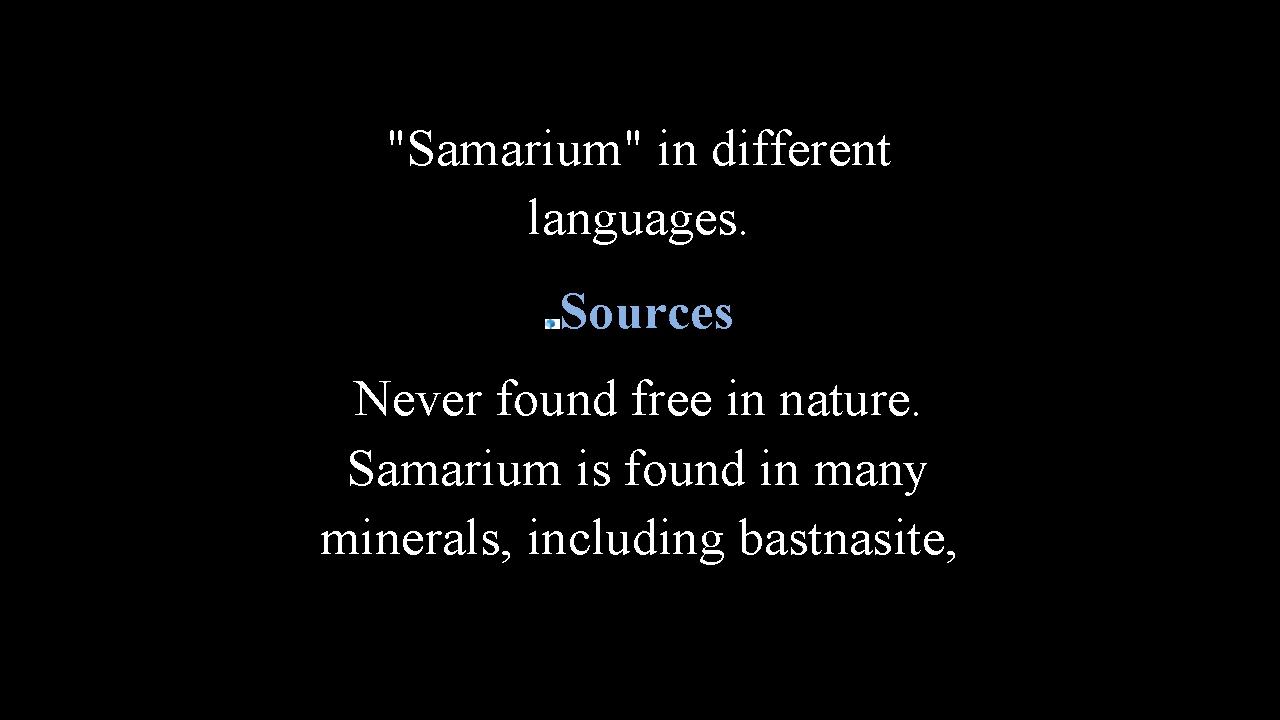 "Samarium" in different
languages.
Sources
Never found free in nature.
Samarium is found in many
minerals, including bastnasite,